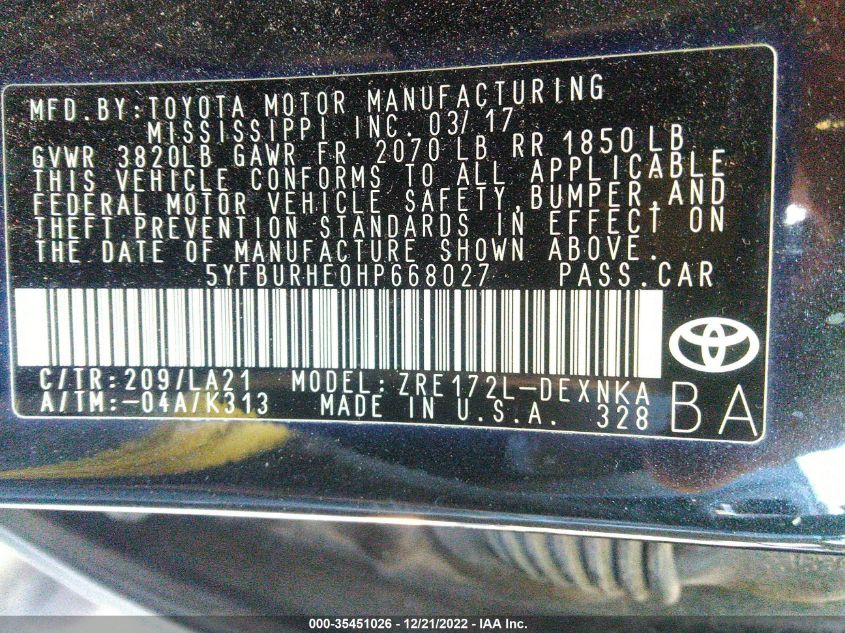 MFD.BY:TOYOTA MOTOR MANUFACTURING
MISSISSIPPI INC. 03/17
GVWR 3820LB GAWR FR 2070 LB RR 1850 LB
THIS VEHICLE CONFORMS TO ALL APPLICABLE
FEDERAL MOTOR VEHICLE SAFETY,BUMPER,AND
THEFT PREVENTION STANDARDS IN EFFECT ON
THE DATE OF MANUFACTURE SHOWN ABOVE.
5YFBURHE0HP668027 PASS.CAR
C/TR:209/LA21 MODEL:ZRE172L-DEXNKA
A/TM:-04A/K313 MADE IN U.S.A. 328 BA
000-35451026 - 12/21/2022 - IAA Inc.